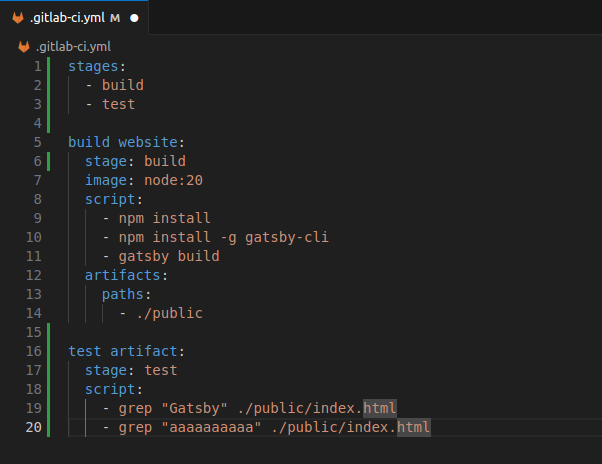 .gitlab-ci.yml M
.gitlab-ci.yml
1 stages:
2   - build
3   - test
4
5 build website:
6   stage: build
7   image: node:20
8   script:
9     - npm install
10     - npm install -g gatsby-cli
11     - gatsby build
12   artifacts:
13     paths:
14       - ./public
15
16 test artifact:
17   stage: test
18   script:
19     - grep "Gatsby" ./public/index.html
20     - grep "aaaaaaaaaa" ./public/index.html